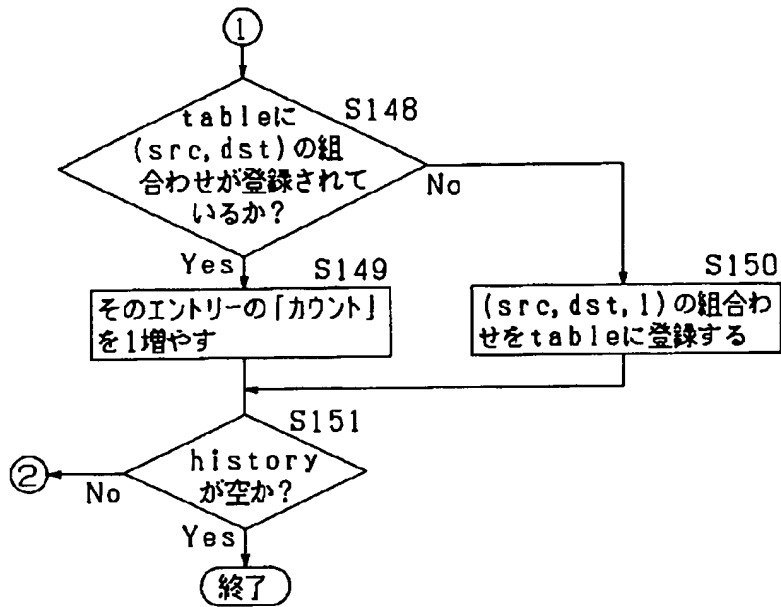 ①
S148
tableに
(src,dst)の組
合わせが登録されて
いるか?
No
Yes
S149
そのエントリーの「カウント」
を1増やす
S150
(src,dst,1)の組合わ
せをtableに登録する
S151
history
が空か?
②
No
Yes
終了